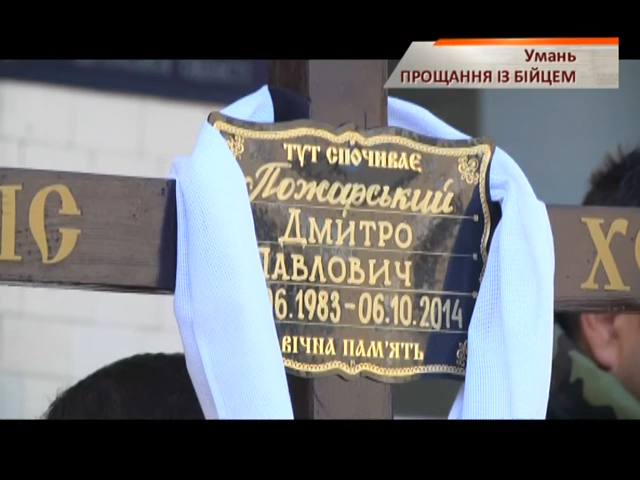 Умань
ПРОЩАННЯ ІЗ БІЙЦЕМ
ТУТ СПОЧИВАЄ
Пожарський
ДМИТРО
ПАВЛОВИЧ
06.1983-06.10.2014
ВІЧНА ПАМ'ЯТЬ
ІС
Х